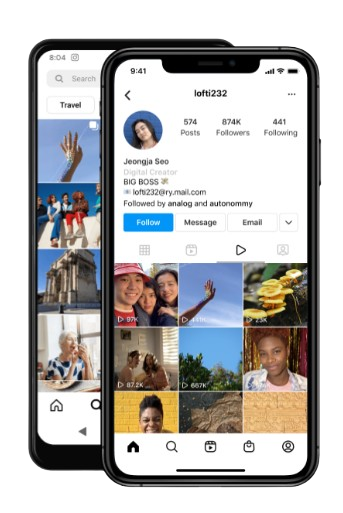 8:04
Search
Travel
9:41
lofti232
574
874K
441
Posts
Followers
Following
Jeongja Seo
Digital Creator
BIG BOSS
lofti232@ry.mail.com
Followed by analog and autonommy
Follow
Message
Email
97K
23K
87.2K
667K